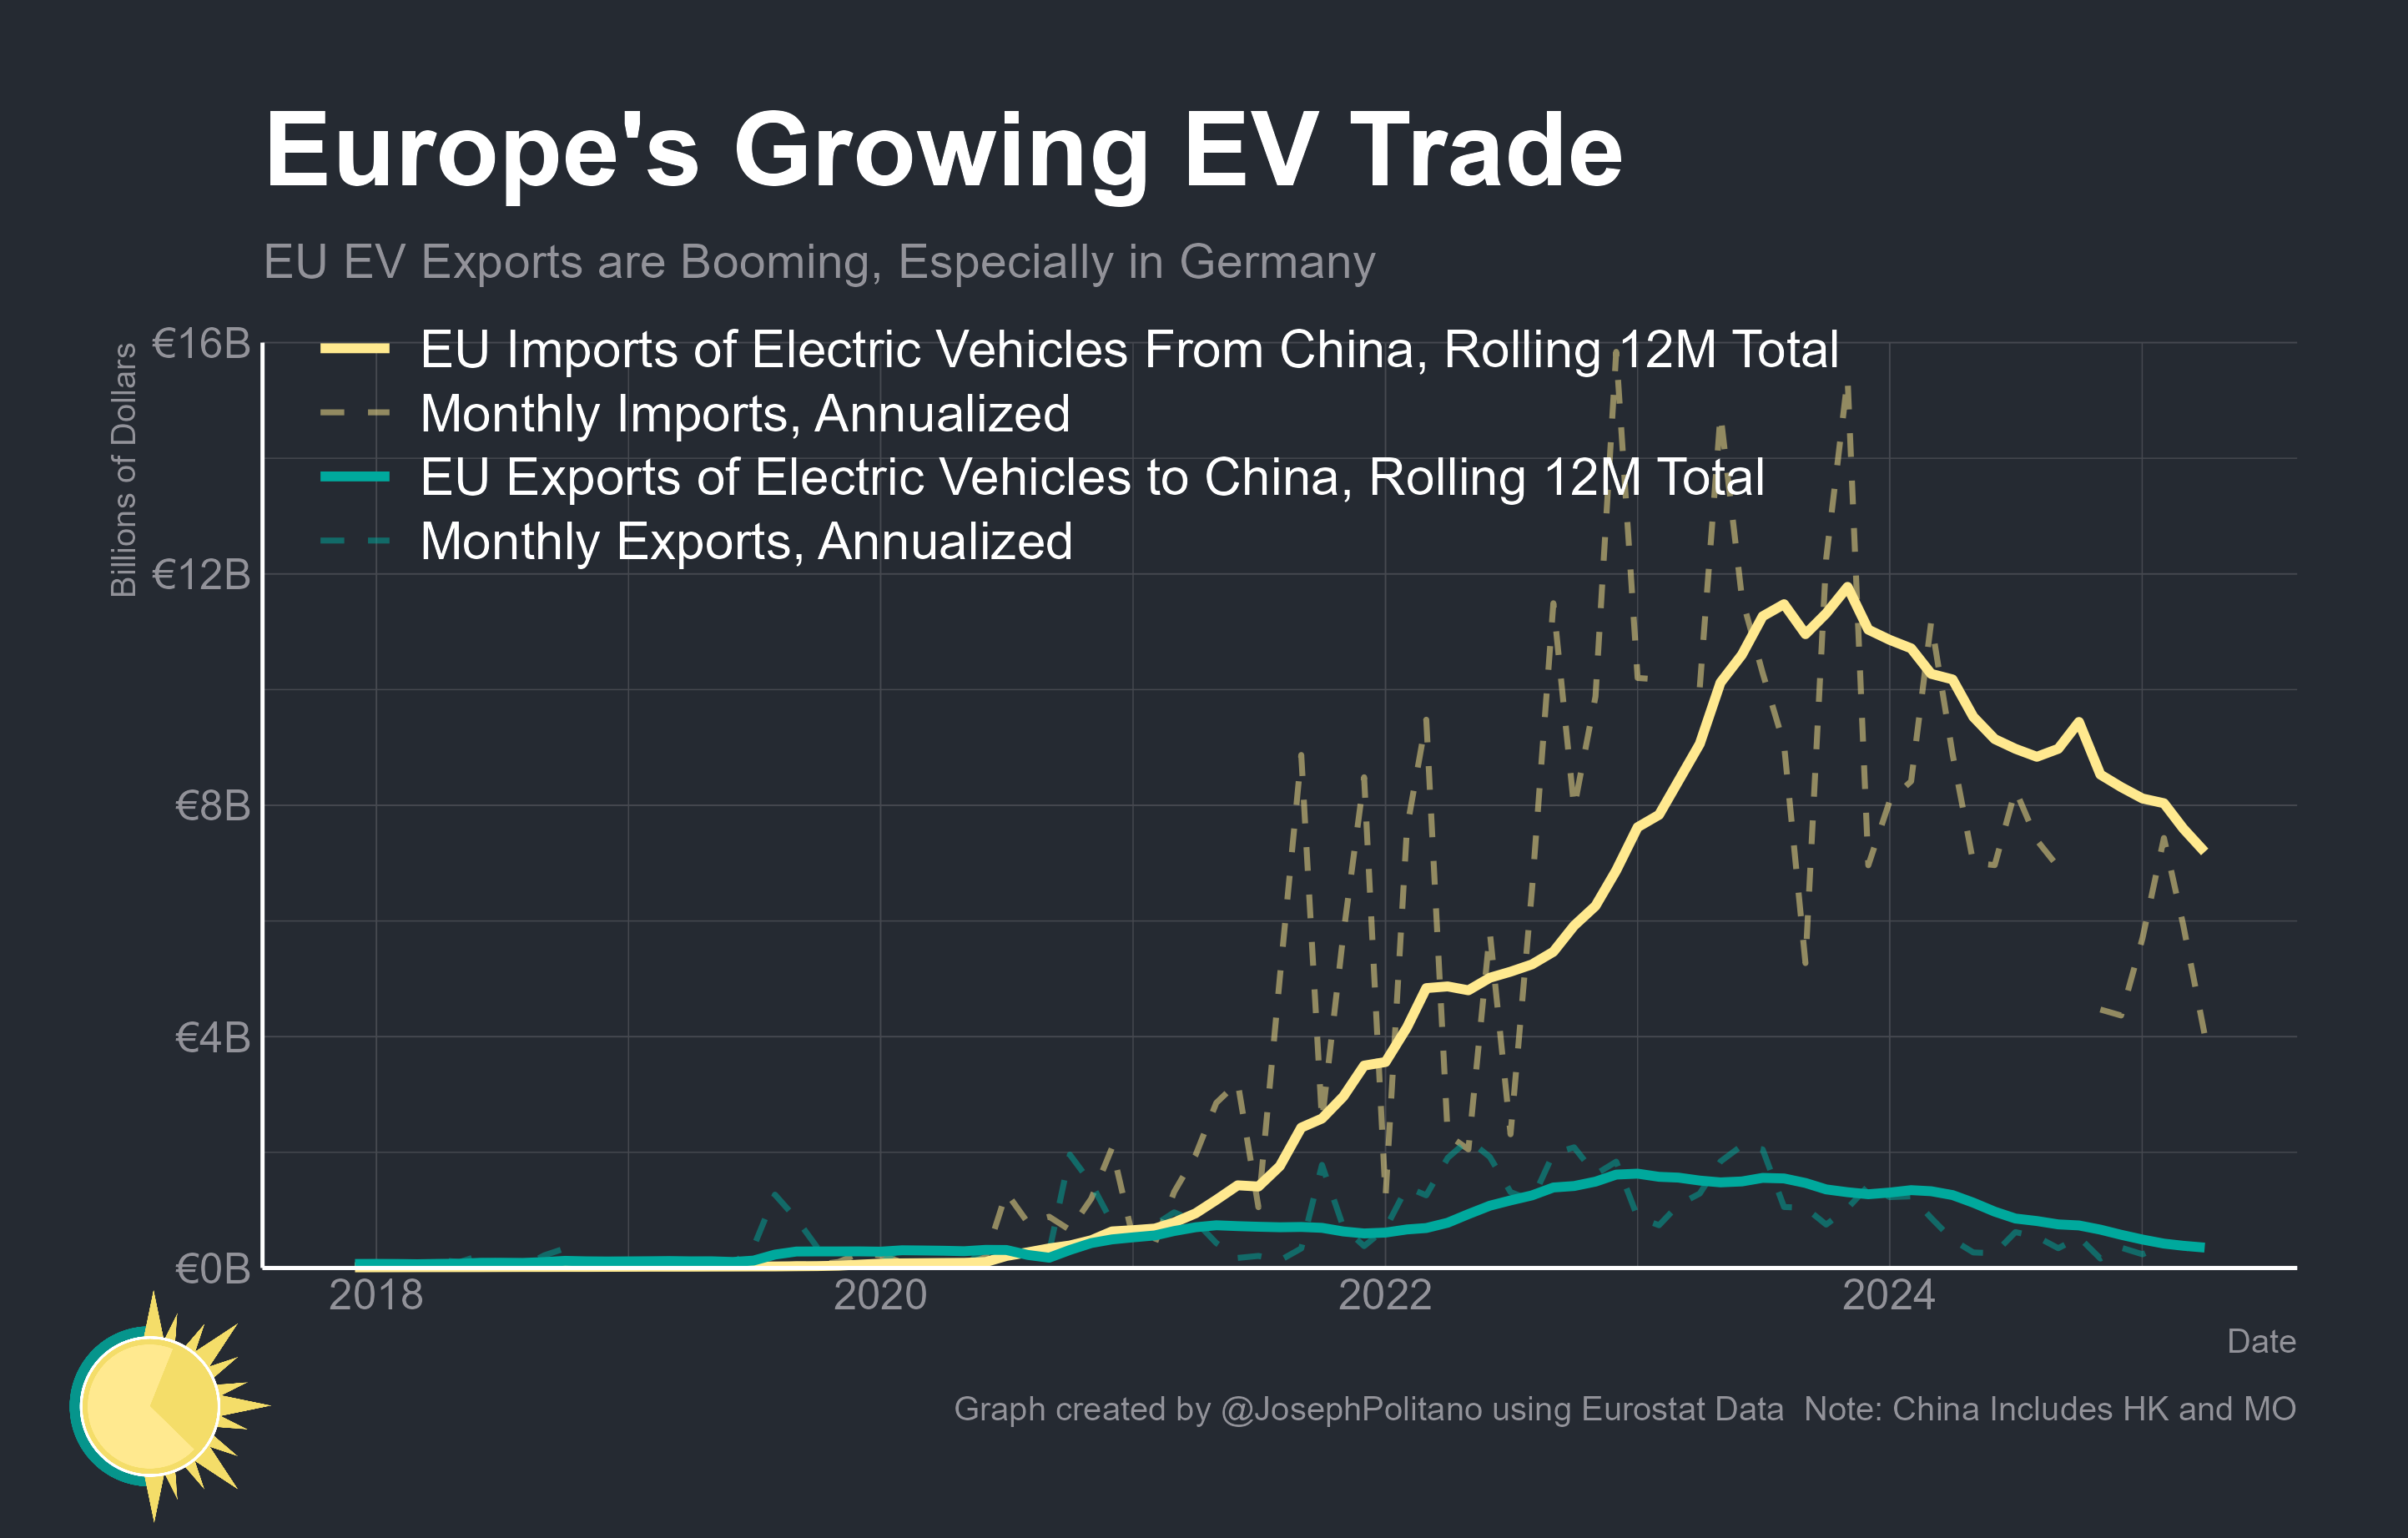 Europe's Growing EV Trade
EU EV Exports are Booming, Especially in Germany
Billions of Dollars
€16B
€12B
€8B
€4B
€0B
EU Imports of Electric Vehicles From China, Rolling 12M Total
Monthly Imports, Annualized
EU Exports of Electric Vehicles to China, Rolling 12M Total
Monthly Exports, Annualized
2018 2020 2022 2024
Date
Graph created by @JosephPolitano using Eurostat Data Note: China Includes HK and MO